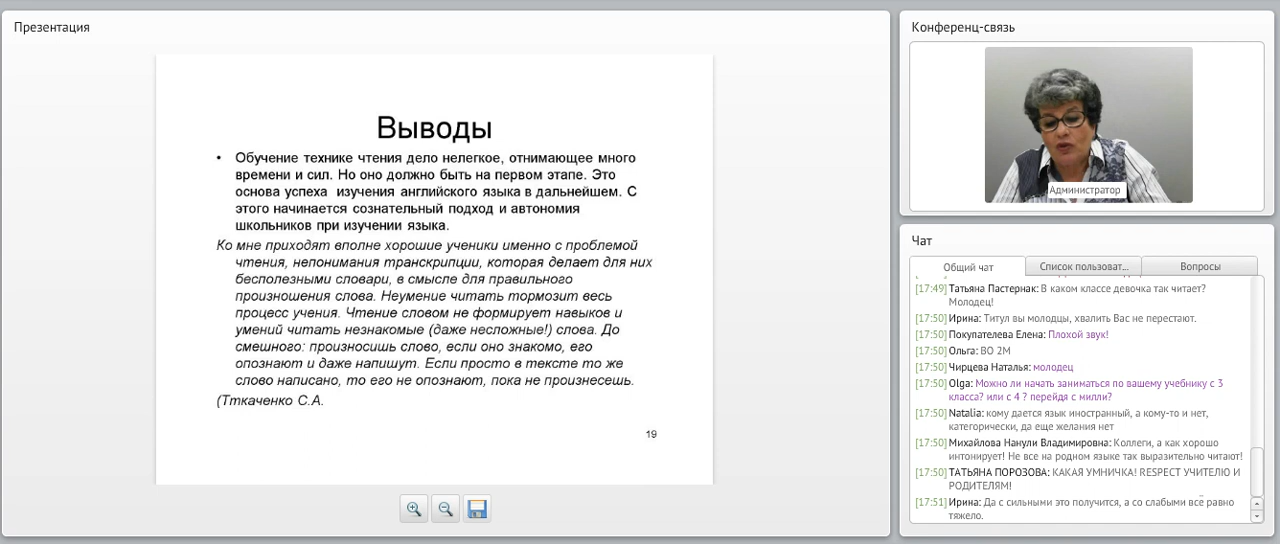 Презентация
Выводы
• Обучение технике чтения дело нелегкое, отнимающее много
времени и сил. Но оно должно быть на первом этапе. Это
основа успеха изучения английского языка в дальнейшем. С
этого начинается сознательный подход и автономия
школьников при изучении языка.
Ко мне приходят вполне хорошие ученики именно с проблемой
чтения, непонимания транскрипции, которая делает для них
бесполезными словари, в смысле для правильного
произношения слова. Неумение читать тормозит весь
процесс учения. Чтение словом не формирует навыков и
умений читать незнакомые (даже несложные!) слова. До
смешного: произносишь слово, если оно знакомо, его
опознают и даже напишут. Если просто в тексте то же
слово написано, то его не опознают, пока не произнесешь.
(Тткаченко С.А.
19
Конференц-связь
Администратор
Чат
Общий чат
Список пользоват...
Вопросы
[17:49] Татьяна Пастернак: В каком классе девочка так читает?
Молодец!
[17:50] Ирина: Титул вы молодцы, хвалить Вас не перестают.
[17:50] Покупателева Елена: Плохой звук!
[17:50] Ольга: ВО 2М
[17:50] Чирцева Наталья: молодец
[17:50] Olga: Можно ли начать заниматься по вашему учебнику с 3
класса? или с 4 ? перейдя с милли?
[17:50] Natalia: кому дается язык иностранный, а кому-то и нет,
категорически, да еще желания нет
[17:50] Михайлова Нанули Владимировна: Коллеги, а как хорошо
интонирует! Не все на родном языке так выразительно читают!
[17:50] ТАТЬЯНА ПОРОЗОВА: КАКАЯ УМНИЧКА! RESPECT УЧИТЕЛЮ И
РОДИТЕЛЯМ!
[17:51] Ирина: Да с сильными это получится, а со слабыми всё равно
тяжело.